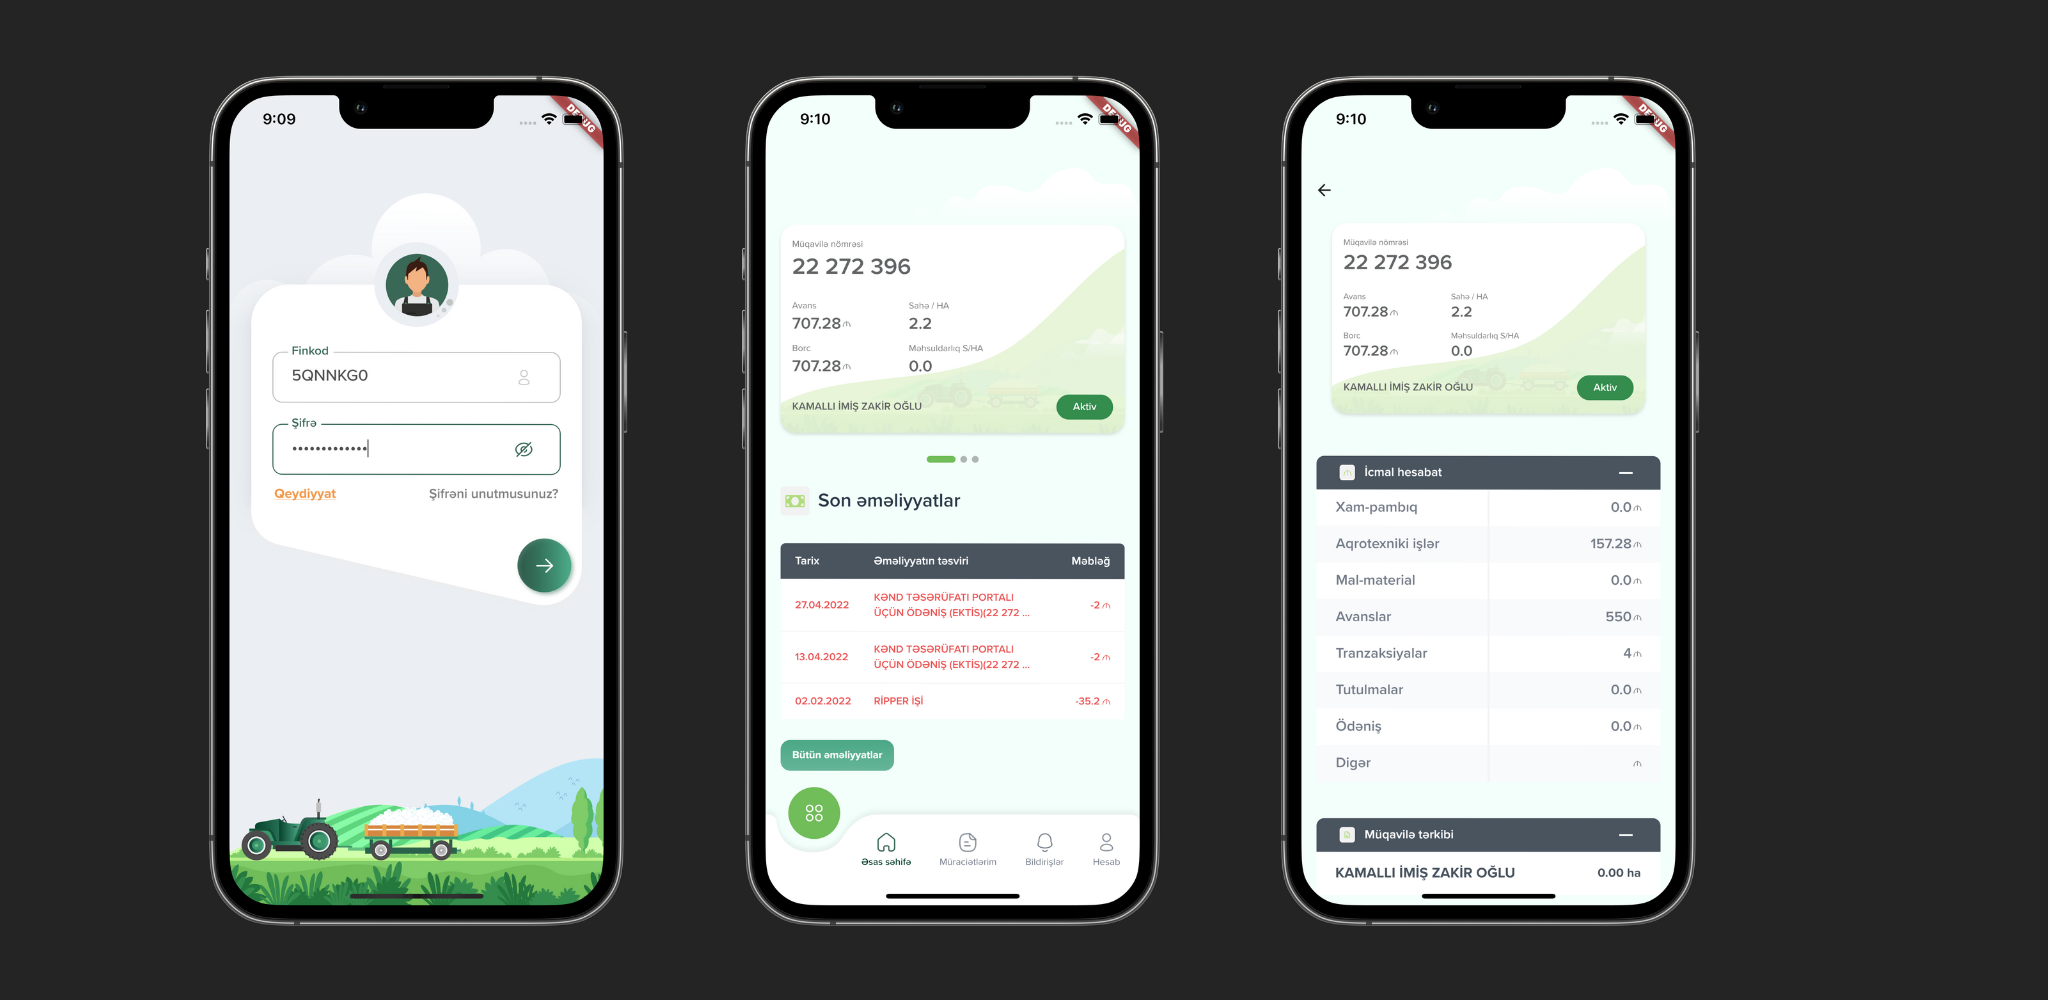 9:09
DEBUG
Finkod
5QNNKG0
Şifrə
•••••••••••••
Qeydiyyat
Şifrəni unutmusunuz?
9:10
DEBUG
Müqavilə nömrəsi
22 272 396
Avans
Sahə / HA
707.28₼
2.2
Borc
Məhsuldarlıq S/HA
707.28₼
0.0
KAMALLI İMİŞ ZAKİR OĞLU
Aktiv
Son əməliyyatlar
Tarix Əməliyyatın təsviri Məbləğ
27.04.2022 KƏND TƏSƏRÜFATI PORTALI
ÜÇÜN ÖDƏNİŞ (EKTİS)(22 272 ... -2₼
13.04.2022 KƏND TƏSƏRÜFATI PORTALI
ÜÇÜN ÖDƏNİŞ (EKTİS)(22 272 ... -2₼
02.02.2022 RİPPER İŞİ -35.2₼
Bütün əməliyyatlar
Əsas səhifə
Müraciətlərim
Bildirişlər
Hesab
9:10
DEBUG
Müqavilə nömrəsi
22 272 396
Avans
Sahə / HA
707.28₼
2.2
Borc
Məhsuldarlıq S/HA
707.28₼
0.0
KAMALLI İMİŞ ZAKİR OĞLU
Aktiv
İcmal hesabat
Xam-pambıq 0.0₼
Aqrotexniki işlər 157.28₼
Mal-material 0.0₼
Avanslar 550₼
Tranzaksiyalar 4₼
Tutulmalar 0.0₼
Ödəniş 0.0₼
Digər ₼
Müqavilə tərkibi
KAMALLI İMİŞ ZAKİR OĞLU 0.00 ha